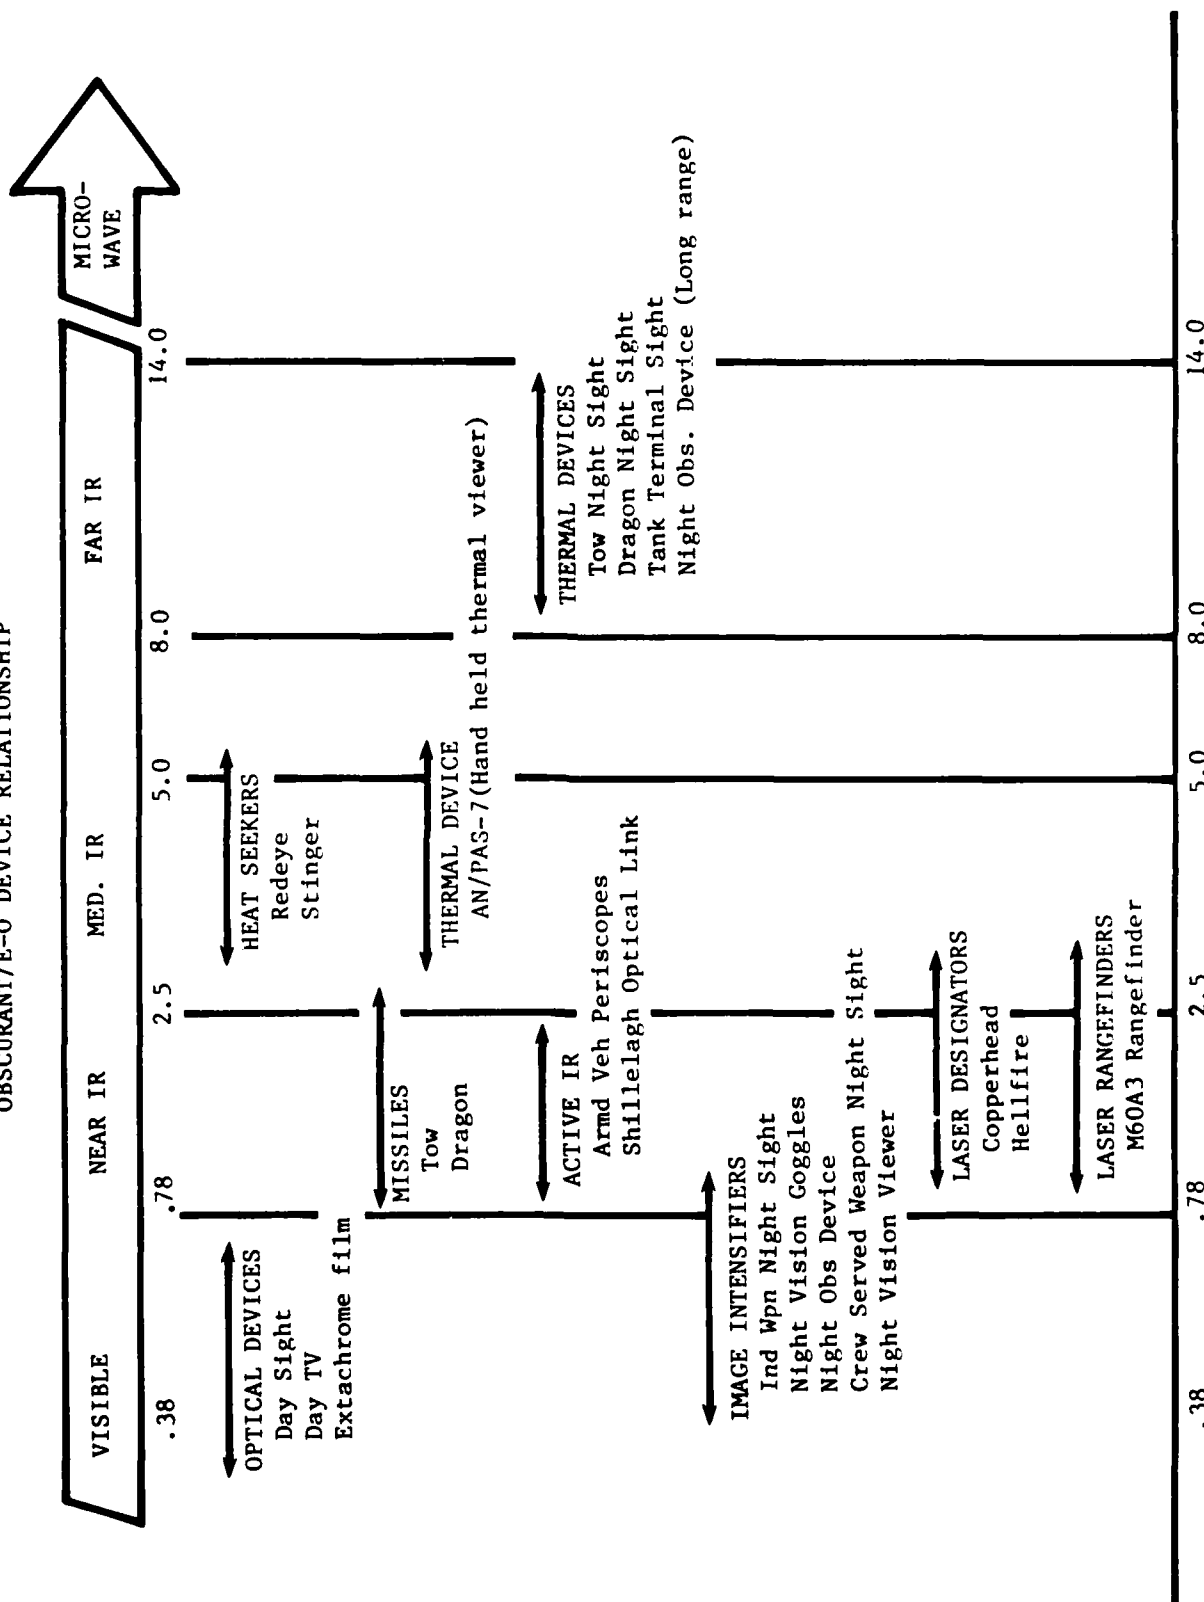 OBSCURANT/E-O DEVICE RELATIONSHIP
VISIBLE NEAR IR MED. IR FAR IR MICRO-
WAVE
.38 .78 2.5 5.0 8.0 14.0
OPTICAL DEVICES
Day Sight
Day TV
Extachrome film
HEAT SEEKERS
Redeye
Stinger
MISSILES
Tow
Dragon
THERMAL DEVICE
AN/PAS-7(Hand held thermal viewer)
ACTIVE IR
Armd Veh Periscopes
Shillelagh Optical Link
THERMAL DEVICES
Tow Night Sight
Dragon Night Sight
Tank Terminal Sight
Night Obs. Device (Long range)
IMAGE INTENSIFIERS
Ind Wpn Night Sight
Night Vision Goggles
Night Obs Device
Crew Served Weapon Night Sight
Night Vision Viewer
LASER DESIGNATORS
Copperhead
Hellfire
LASER RANGEFINDERS
M60A3 Rangefinder
.38 .78 2.5 5.0 8.0 14.0